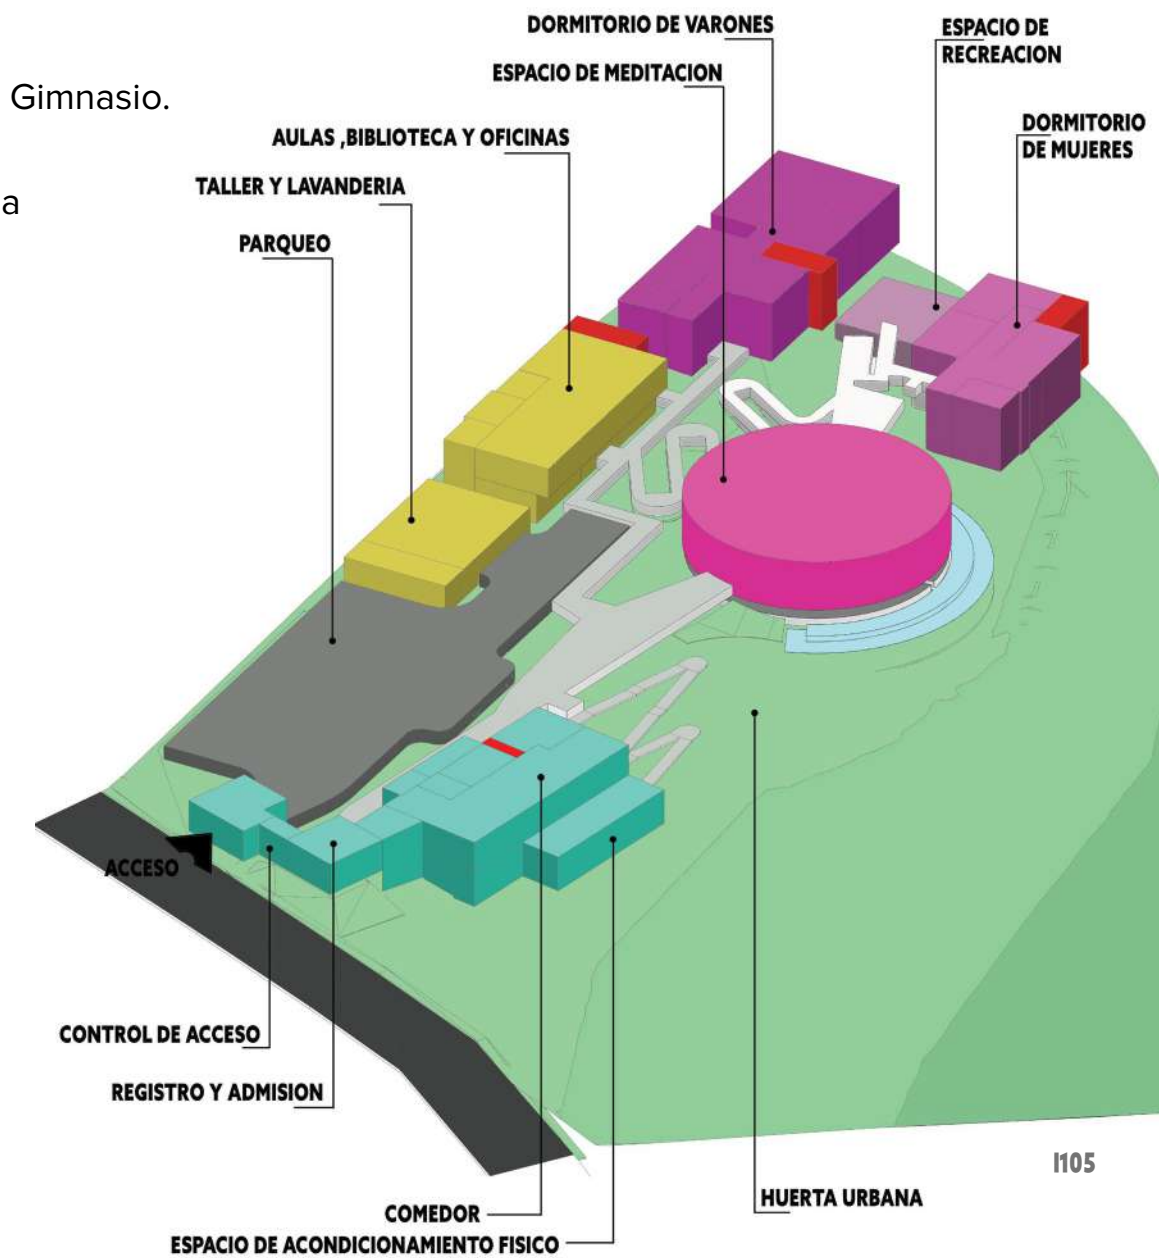 DORMITORIO DE VARONES
ESPACIO DE
RECREACION
ESPACIO DE MEDITACION
Gimnasio.
DORMITORIO
DE MUJERES
AULAS ,BIBLIOTECA Y OFICINAS
TALLER Y LAVANDERIA
a
PARQUEO
ACCESO
CONTROL DE ACCESO
REGISTRO Y ADMISION
I105
HUERTA URBANA
COMEDOR
ESPACIO DE ACONDICIONAMIENTO FISICO